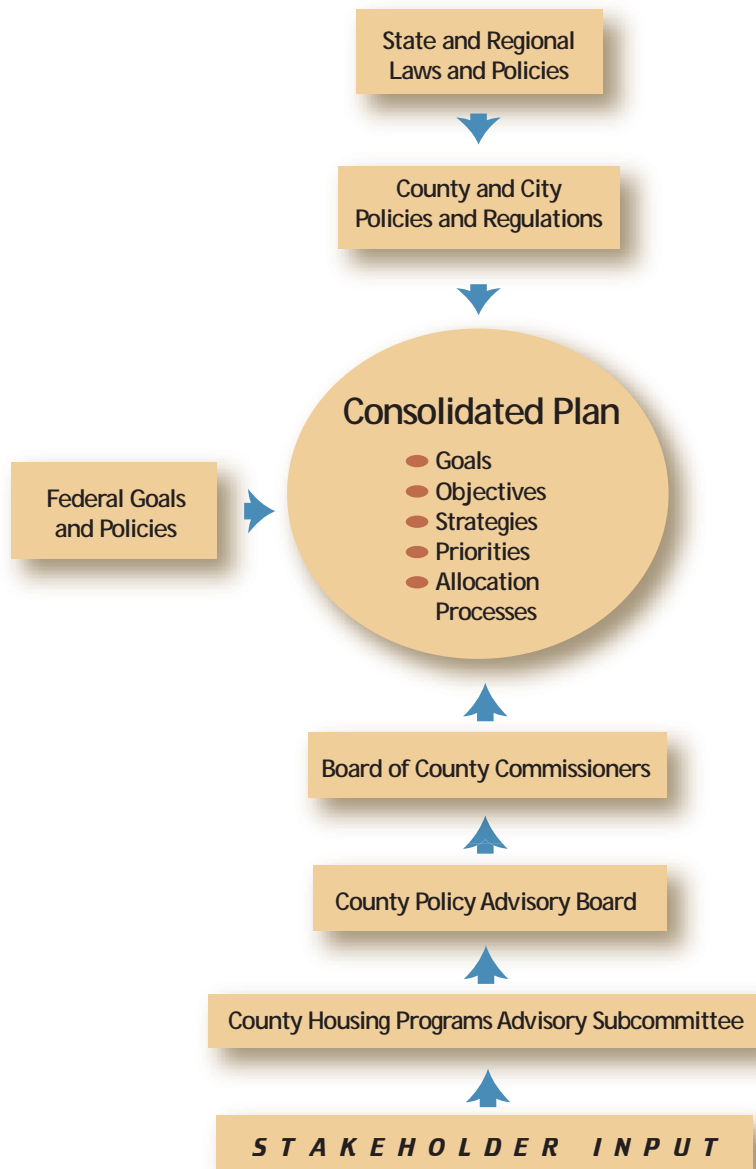 State and Regional
Laws and Policies
County and City
Policies and Regulations
Consolidated Plan
Goals
Objectives
Strategies
Priorities
Allocation
Processes
Federal Goals
and Policies
Board of County Commissioners
County Policy Advisory Board
County Housing Programs Advisory Subcommittee
STAKEHOLDER INPUT